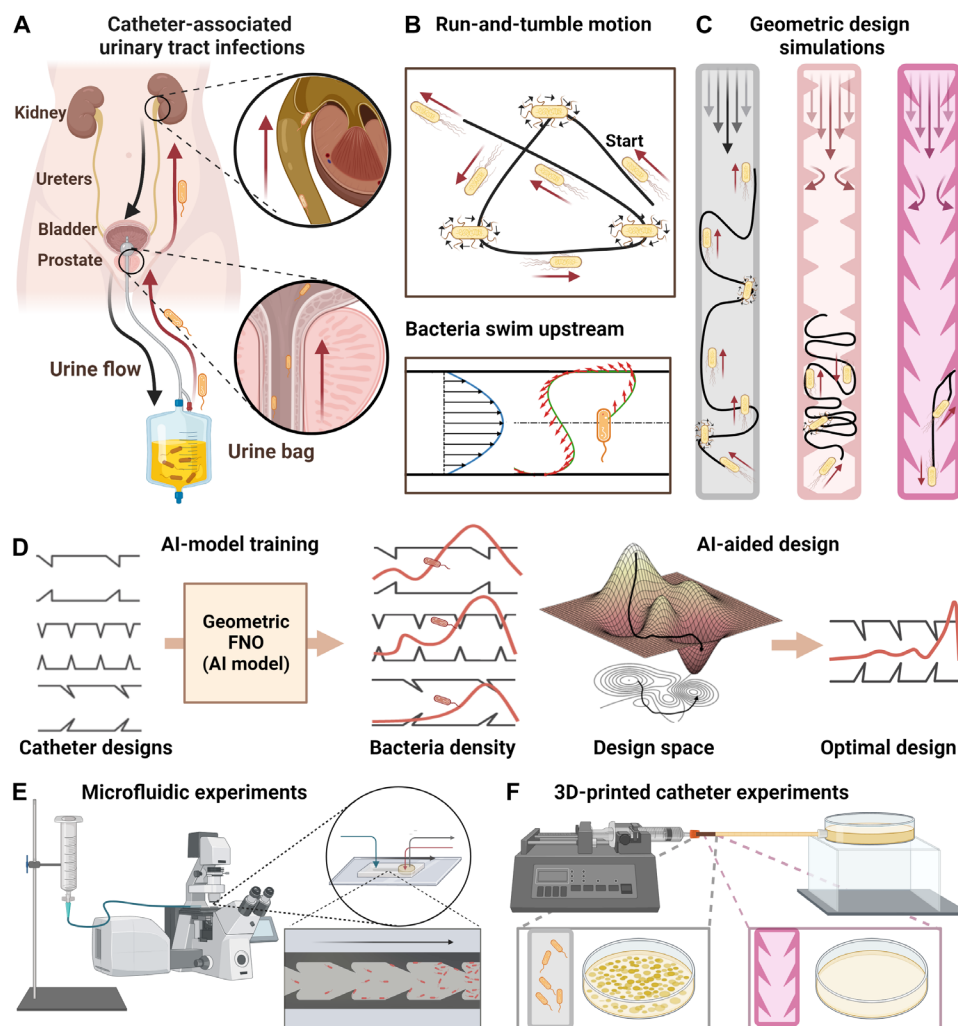 A
Catheter-associated
urinary tract infections
Kidney
Ureters
Bladder
Prostate
Urine flow
Urine bag
B
Run-and-tumble motion
Start
Bacteria swim upstream
C
Geometric design
simulations
D
AI-model training
Geometric
FNO
(AI model)
AI-aided design
Catheter designs
Bacteria density
Design space
Optimal design
E
Microfluidic experiments
F
3D-printed catheter experiments